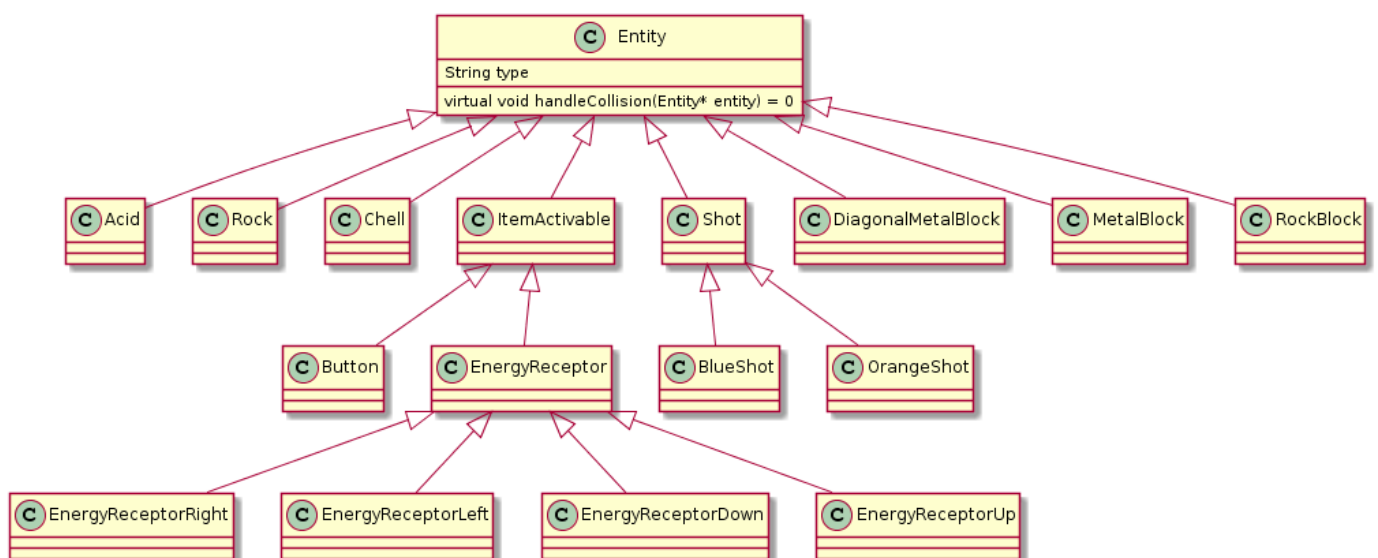 C Entity
String type
virtual void handleCollision(Entity* entity) = 0
C Acid
C Rock
C Chell
C ItemActivable
C Shot
C DiagonalMetalBlock
C MetalBlock
C RockBlock
C Button
C EnergyReceptor
C BlueShot
C OrangeShot
C EnergyReceptorRight
C EnergyReceptorLeft
C EnergyReceptorDown
C EnergyReceptorUp